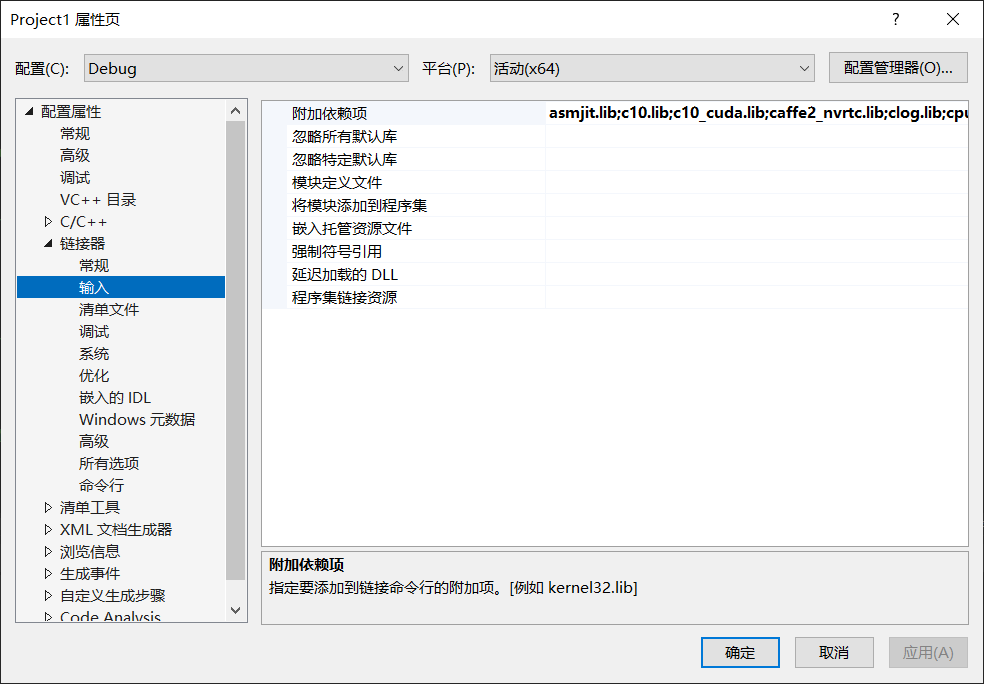 Project1 属性页
?
配置(C): Debug 平台(P): 活动(x64) 配置管理器(O)...
配置属性
常规
高级
调试
VC++ 目录
C/C++
链接器
常规
输入
清单文件
调试
系统
优化
嵌入的 IDL
Windows 元数据
高级
所有选项
命令行
清单工具
XML 文档生成器
浏览信息
生成事件
自定义生成步骤
Code Analysis
附加依赖项 asmjit.lib;c10.lib;c10_cuda.lib;caffe2_nvrtc.lib;clog.lib;cpu
忽略所有默认库
忽略特定默认库
模块定义文件
将模块添加到程序集
嵌入托管资源文件
强制符号引用
延迟加载的 DLL
程序集链接资源
附加依赖项
指定要添加到链接命令行的附加项。[例如 kernel32.lib]
确定 取消 应用(A)